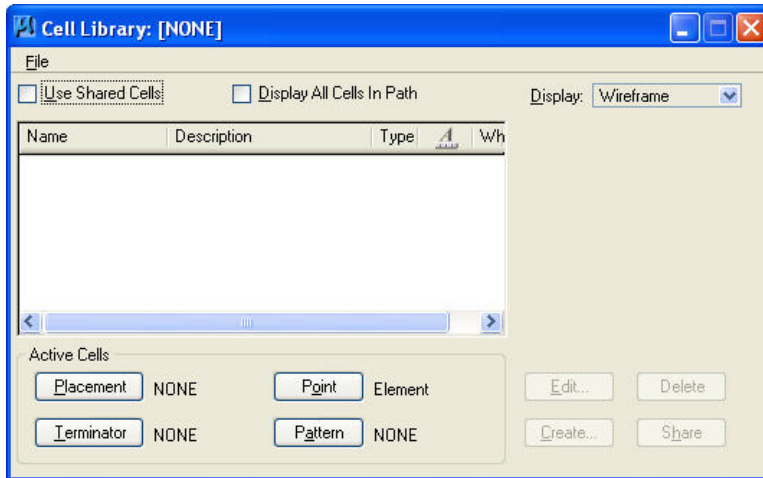 Cell Library: [NONE]
File
Use Shared Cells Display All Cells In Path Display: Wireframe
Name Description Type A Wh
Active Cells
Placement NONE Point Element Edit... Delete
Terminator NONE Pattern NONE Create... Share